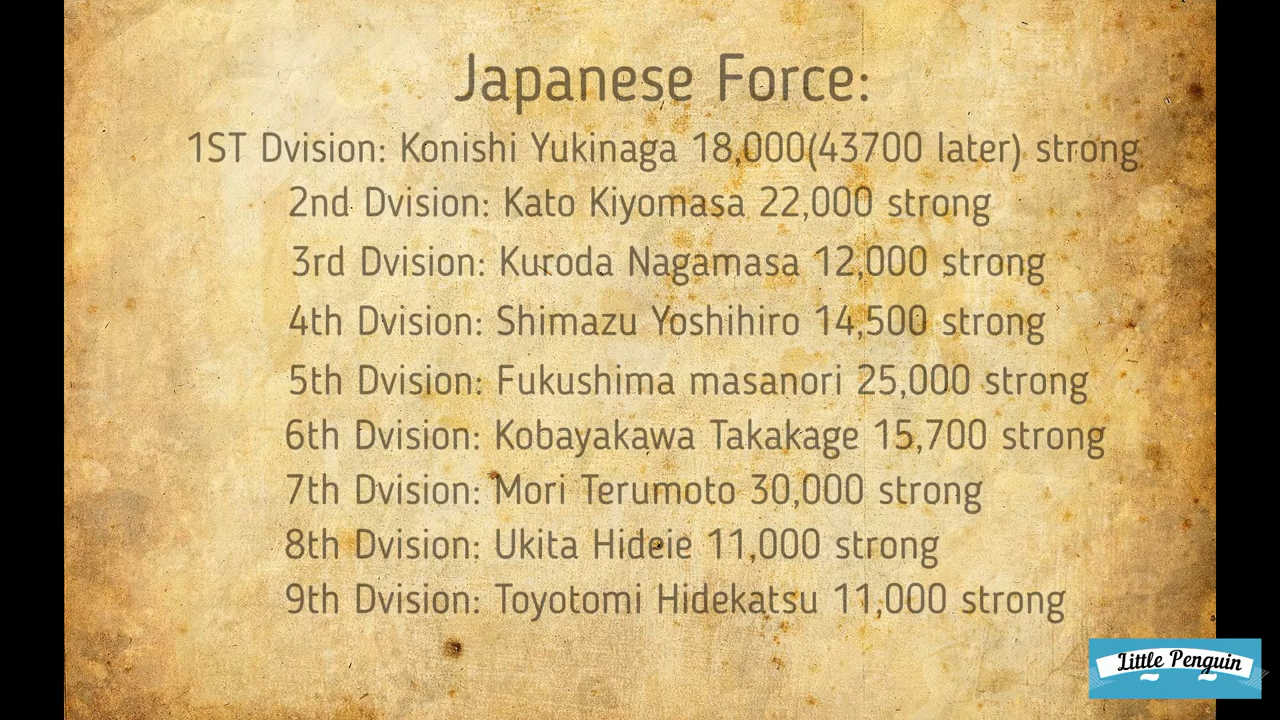 Japanese Force:
1ST Dvision: Konishi Yukinaga 18,000(43700 later) strong
2nd Dvision: Kato Kiyomasa 22,000 strong
3rd Dvision: Kuroda Nagamasa 12,000 strong
4th Dvision: Shimazu Yoshihiro 14,500 strong
5th Dvision: Fukushima masanori 25,000 strong
6th Dvision: Kobayakawa Takakage 15,700 strong
7th Dvision: Mori Terumoto 30,000 strong
8th Dvision: Ukita Hideie 11,000 strong
9th Dvision: Toyotomi Hidekatsu 11,000 strong
Little Penguin